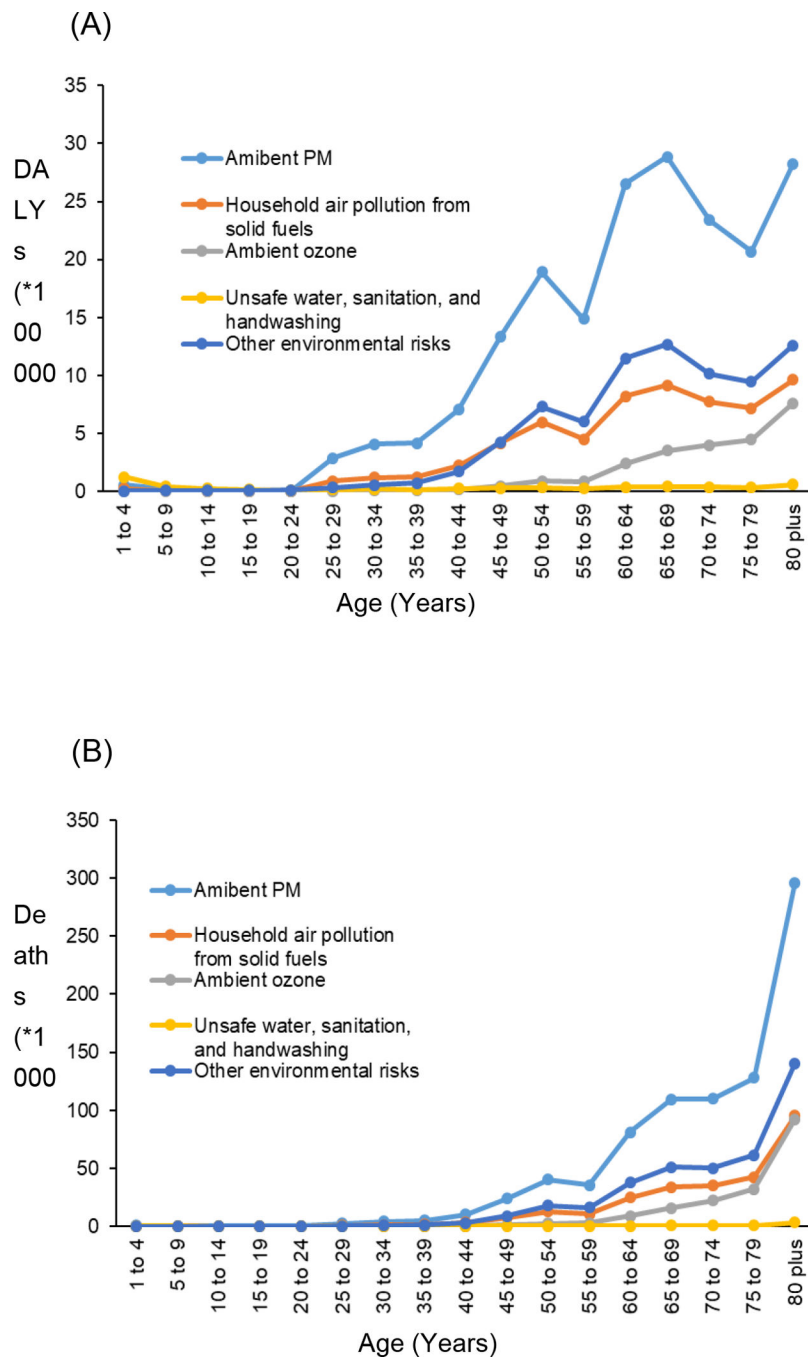 (A)
35
30
25
20
15
10
5
0
DA
LY
s
(*1
00
000
Amibent PM
Household air pollution from
solid fuels
Ambient ozone
Unsafe water, sanitation, and
handwashing
Other environmental risks
1 to 4
5 to 9
10 to 14
15 to 19
20 to 24
25 to 29
30 to 34
35 to 39
40 to 44
45 to 49
50 to 54
55 to 59
60 to 64
65 to 69
70 to 74
75 to 79
80 plus
Age (Years)
(B)
350
300
250
200
150
100
50
0
De
ath
s
(*1
000
Amibent PM
Household air pollution
from solid fuels
Ambient ozone
Unsafe water, sanitation,
and handwashing
Other environmental risks
1 to 4
5 to 9
10 to 14
15 to 19
20 to 24
25 to 29
30 to 34
35 to 39
40 to 44
45 to 49
50 to 54
55 to 59
60 to 64
65 to 69
70 to 74
75 to 79
80 plus
Age (Years)